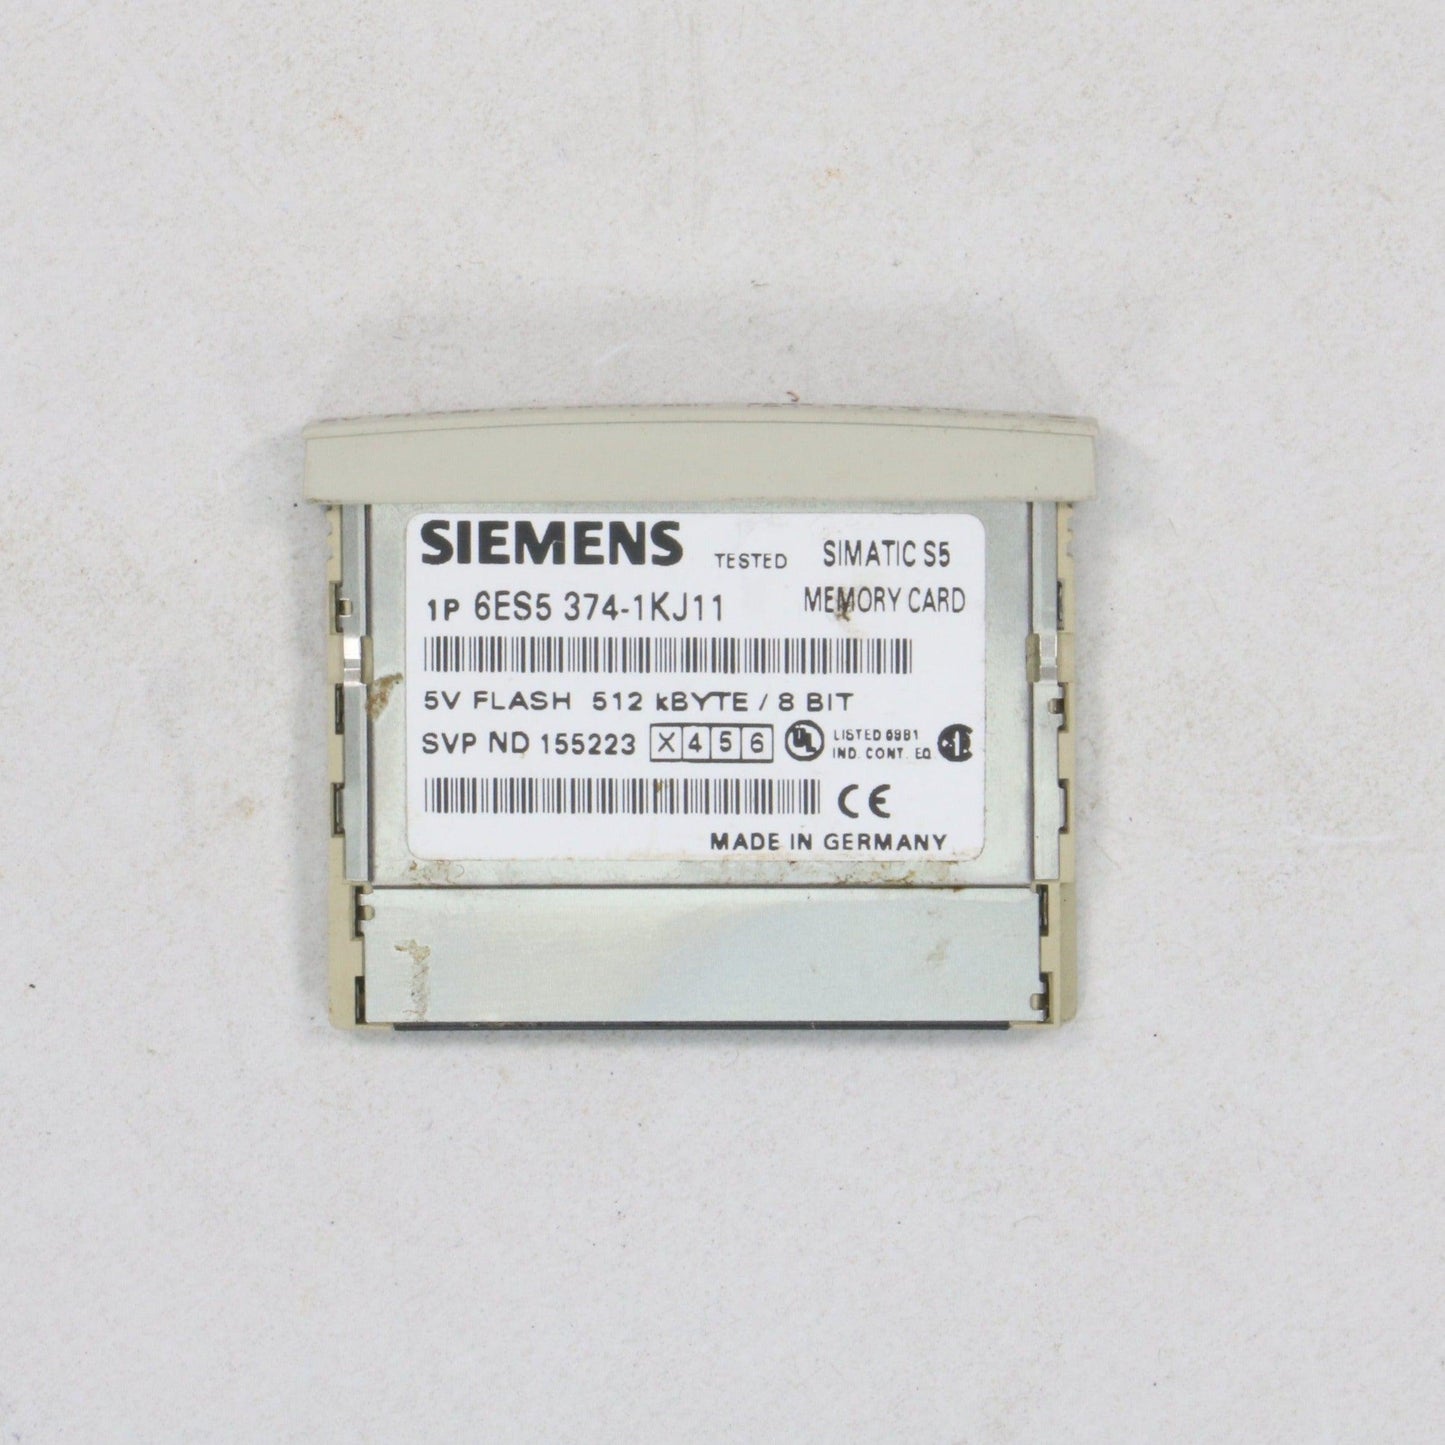 SIEMENS TESTED SIMATIC S5
1P 6ES5 374-1KJ11 MEMORY CARD
5V FLASH 512 kBYTE / 8 BIT
SVP ND 155223 X 4 5 6 UL LISTED 69B1
IND. CONT. EQ
CE
MADE IN GERMANY